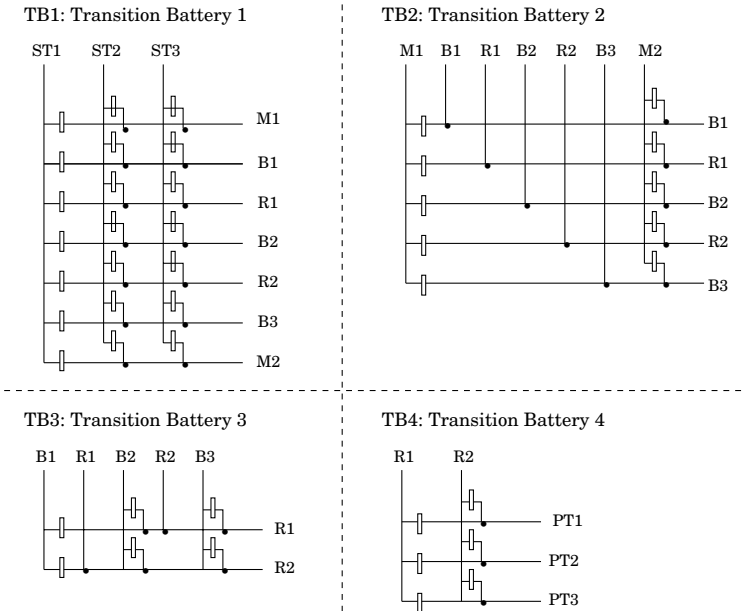 TB1: Transition Battery 1
ST1 ST2 ST3
M1
B1
R1
B2
R2
B3
M2
TB2: Transition Battery 2
M1 B1 R1 B2 R2 B3 M2
B1
R1
B2
R2
B3
TB3: Transition Battery 3
B1 R1 B2 R2 B3
R1
R2
TB4: Transition Battery 4
R1 R2
PT1
PT2
PT3